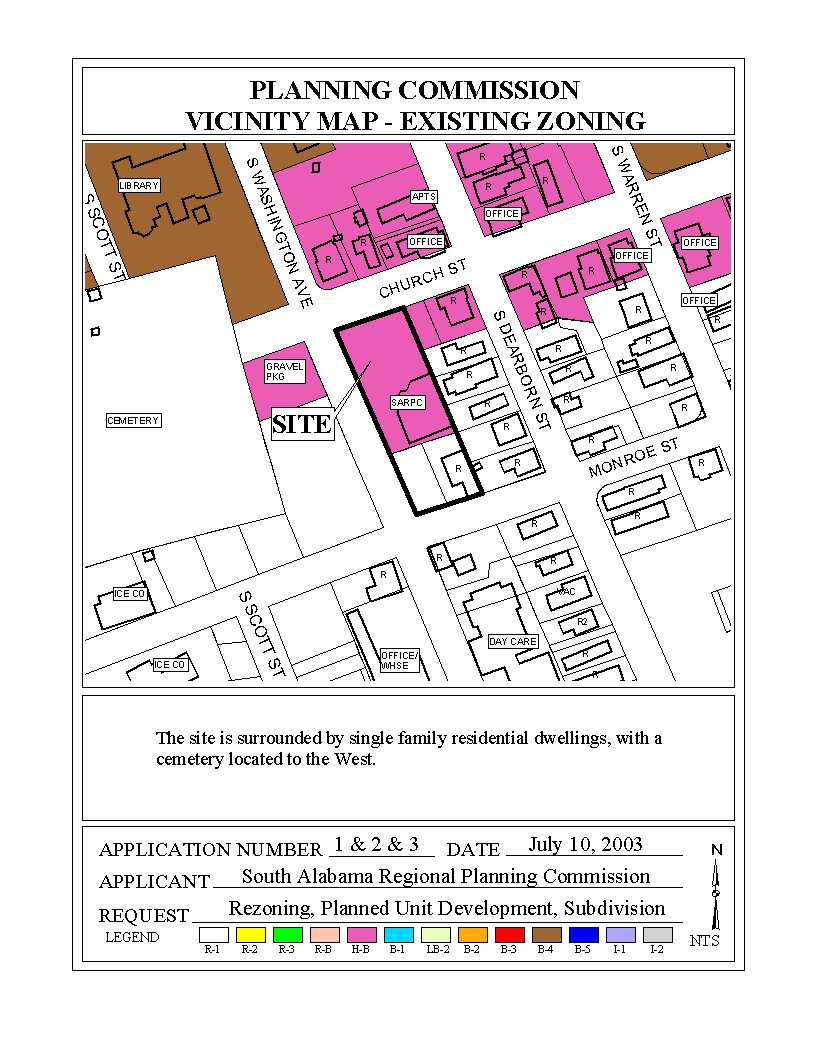 PLANNING COMMISSION
VICINITY MAP - EXISTING ZONING
LIBRARY
S SCOTT ST
S WASHINGTON AVE
R
R
R
S WARREN ST
APTS
OFFICE
OFFICE
R
R
CHURCH ST
OFFICE
OFFICE
OFFICE
R
R
R
R
R
R
S DEARBORN ST
GRAVEL
PKG
SARPC
SITE
CEMETERY
R
R
R
R
R
R
R
R
R
R
R
R
R
MONROE ST
R
R
R
R
R
R
R
ICE CO
S SCOTT ST
VAC
R2
DAY CARE
OFFICE/
WHSE
ICE CO
R
R
The site is surrounded by single family residential dwellings, with a
cemetery located to the West.
APPLICATION NUMBER 1 & 2 & 3 DATE July 10, 2003
APPLICANT South Alabama Regional Planning Commission
REQUEST Rezoning, Planned Unit Development, Subdivision
N
LEGEND
NTS
R-1 R-2 R-3 R-B H-B B-1 LB-2 B-2 B-3 B-4 B-5 I-1 I-2